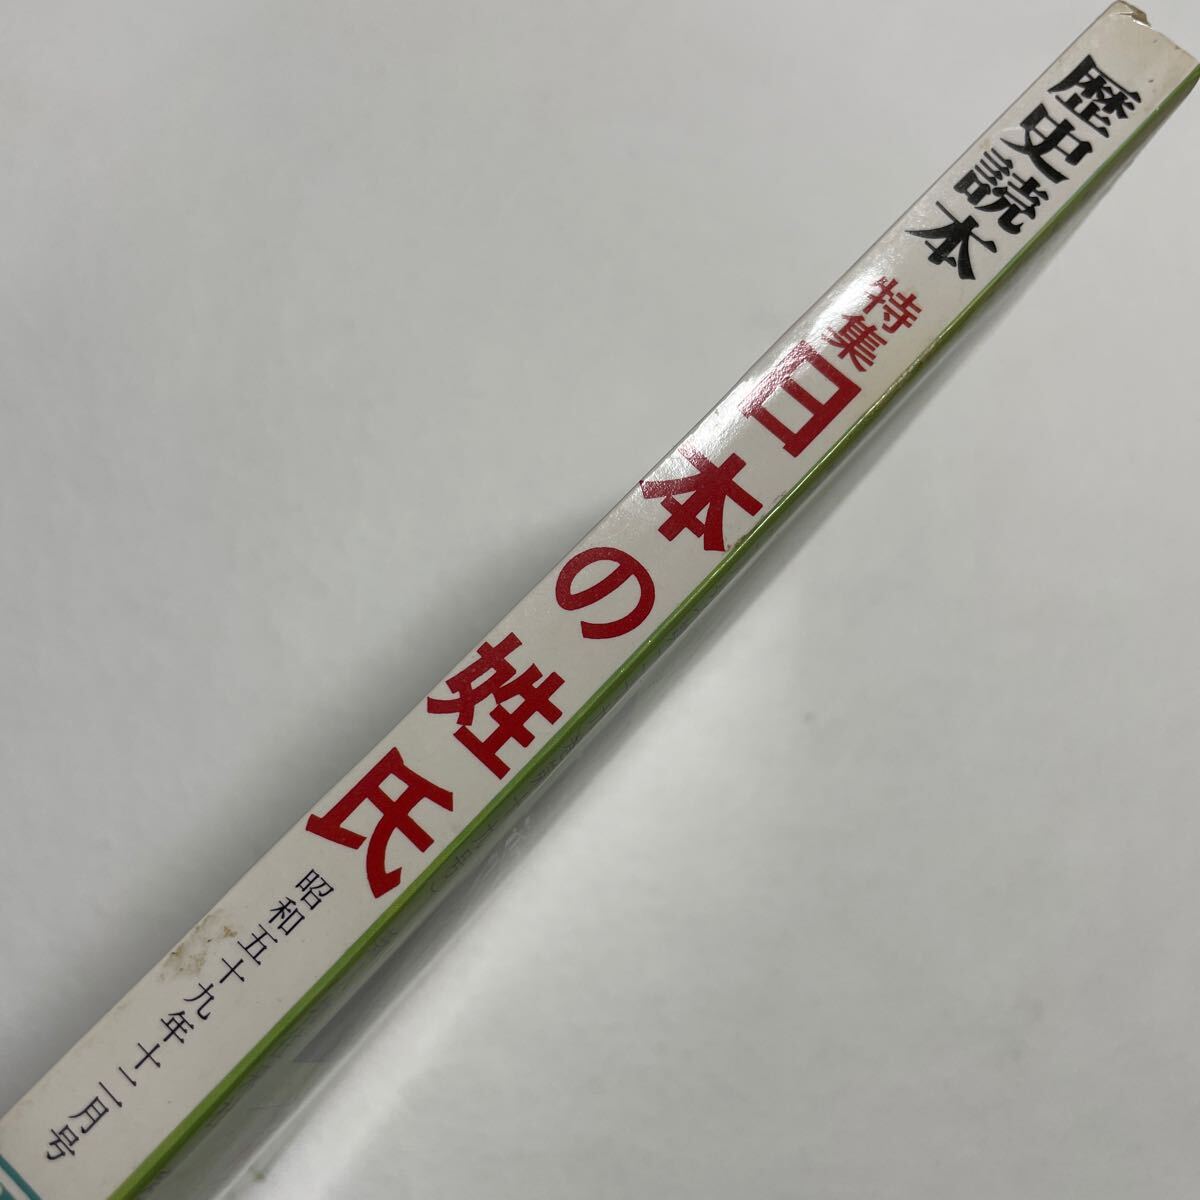 歴史読本
特集
日本の姓氏
昭和五十九年十二月号